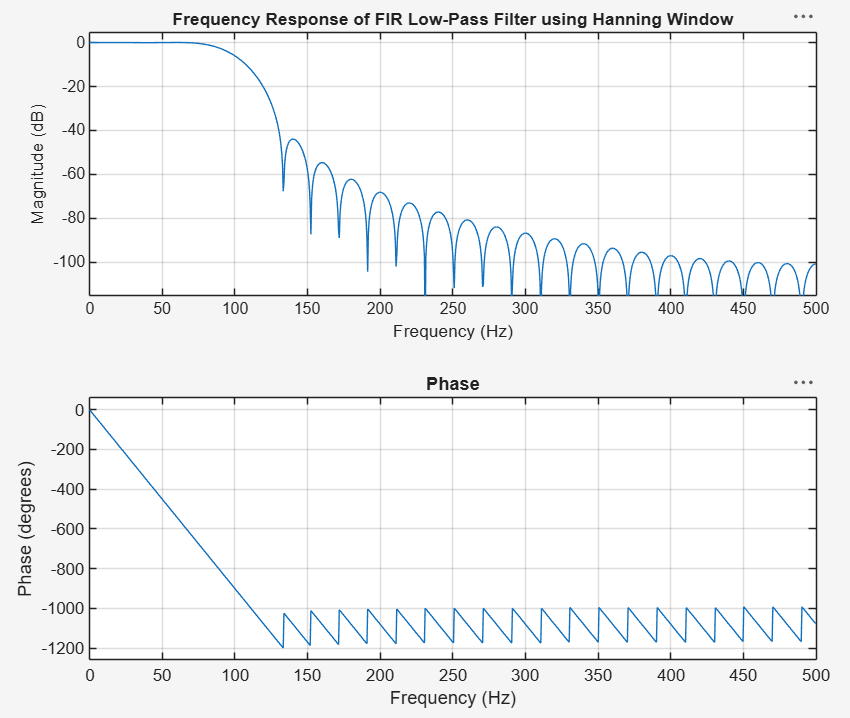 Frequency Response of FIR Low-Pass Filter using Hanning Window
0
-20
-40
-60
-80
-100
Magnitude (dB)
0 50 100 150 200 250 300 350 400 450 500
Frequency (Hz)
Phase
0
-200
-400
-600
-800
-1000
-1200
Phase (degrees)
0 50 100 150 200 250 300 350 400 450 500
Frequency (Hz)